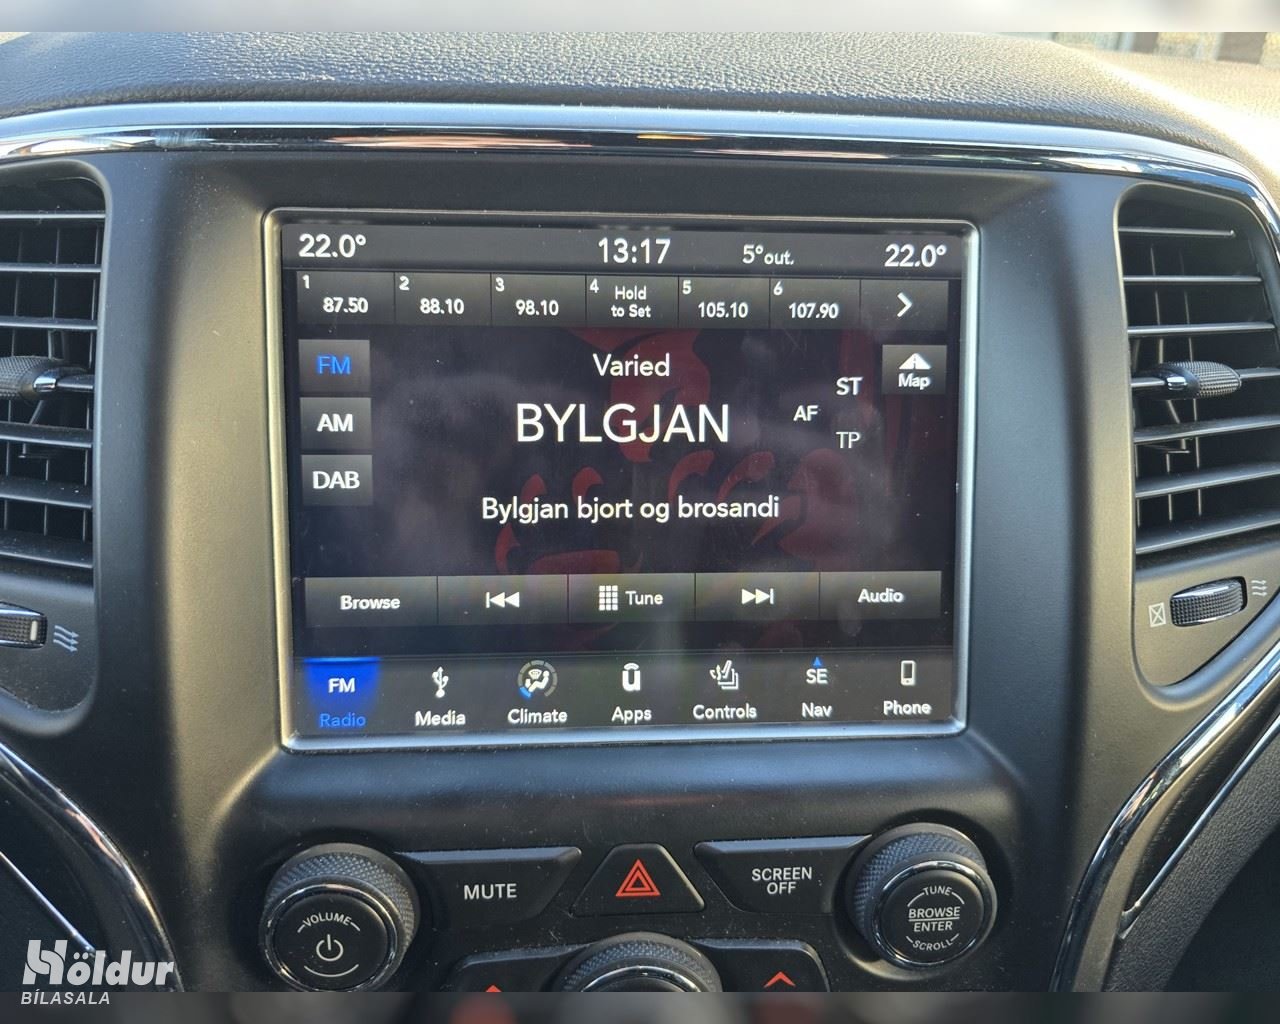 22.0° 13:17 5°out. 22.0°
1 87.50 2 88.10 3 98.10 4 Hold to Set 5 105.10 6 107.90
FM Varied Map
ST
AM BYLGJAN AF
TP
DAB
Bylgjan bjort og brosandi
Browse Tune Audio
FM SE
Radio Media Climate Apps Controls Nav Phone
MUTE
SCREEN
OFF
VOLUME
TUNE
BROWSE
ENTER
SCROLL
Höldur
BÍLASALA